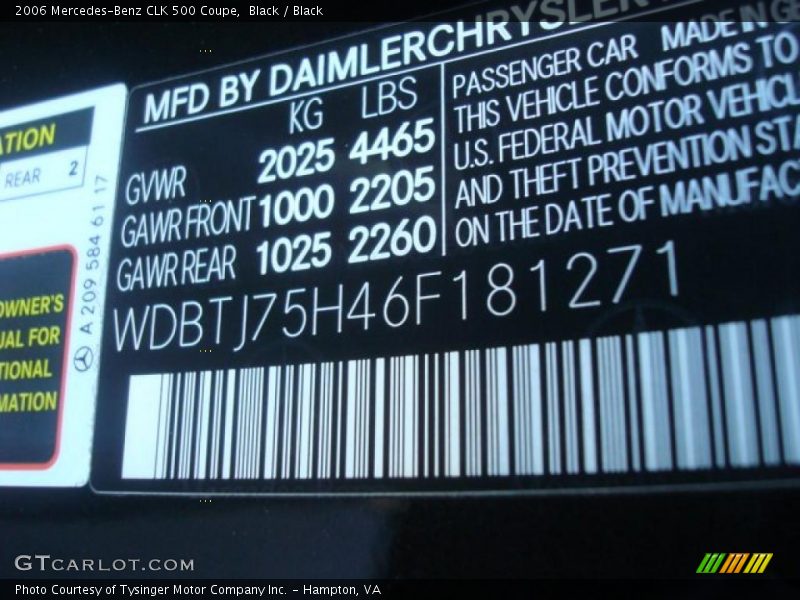 2006 Mercedes-Benz CLK 500 Coupe, Black / Black
MFD BY DAIMLERCHRYSLER
KG LBS
GVWR 2025 4465
GAWR FRONT 1000 2205
GAWR REAR 1025 2260
PASSENGER CAR MADE IN
THIS VEHICLE CONFORMS TO
U.S. FEDERAL MOTOR VEHICL
AND THEFT PREVENTION STA
ON THE DATE OF MANUFAC
WDBTJ75H46F181271
ATION
REAR 2
OWNER'S
UAL FOR
TIONAL
MATION
A 209 584 61 17
GTCARLOT.COM
Photo Courtesy of Tysinger Motor Company Inc. - Hampton, VA